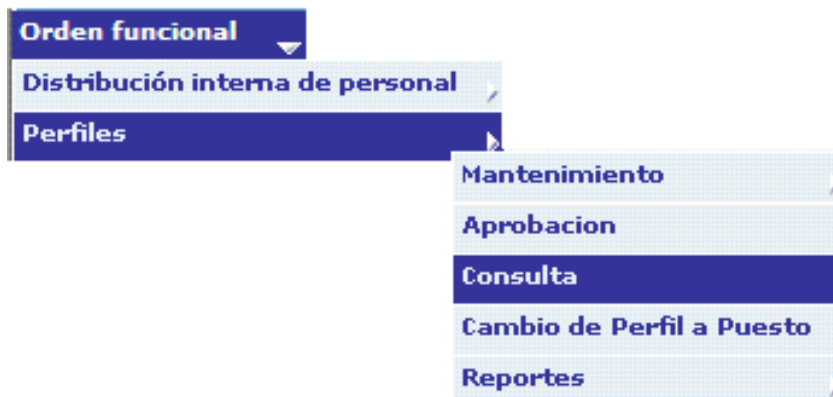 Orden funcional
Distribución interna de personal
Perfiles
Mantenimiento
Aprobacion
Consulta
Cambio de Perfil a Puesto
Reportes